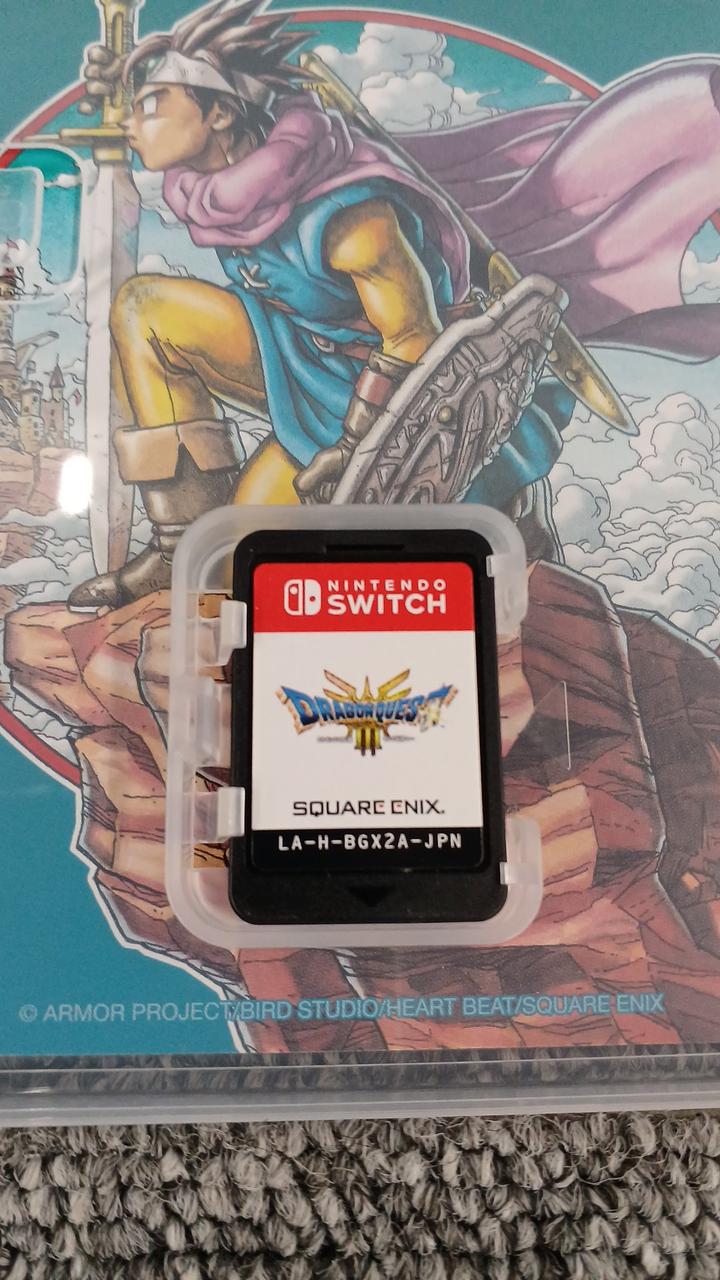 NINTENDO
SWITCH
DRAGON QUEST
III
SQUARE ENIX.
LA-H-BGX2A-JPN
© ARMOR PROJECT/BIRD STUDIO/HEART BEAT/SQUARE ENIX